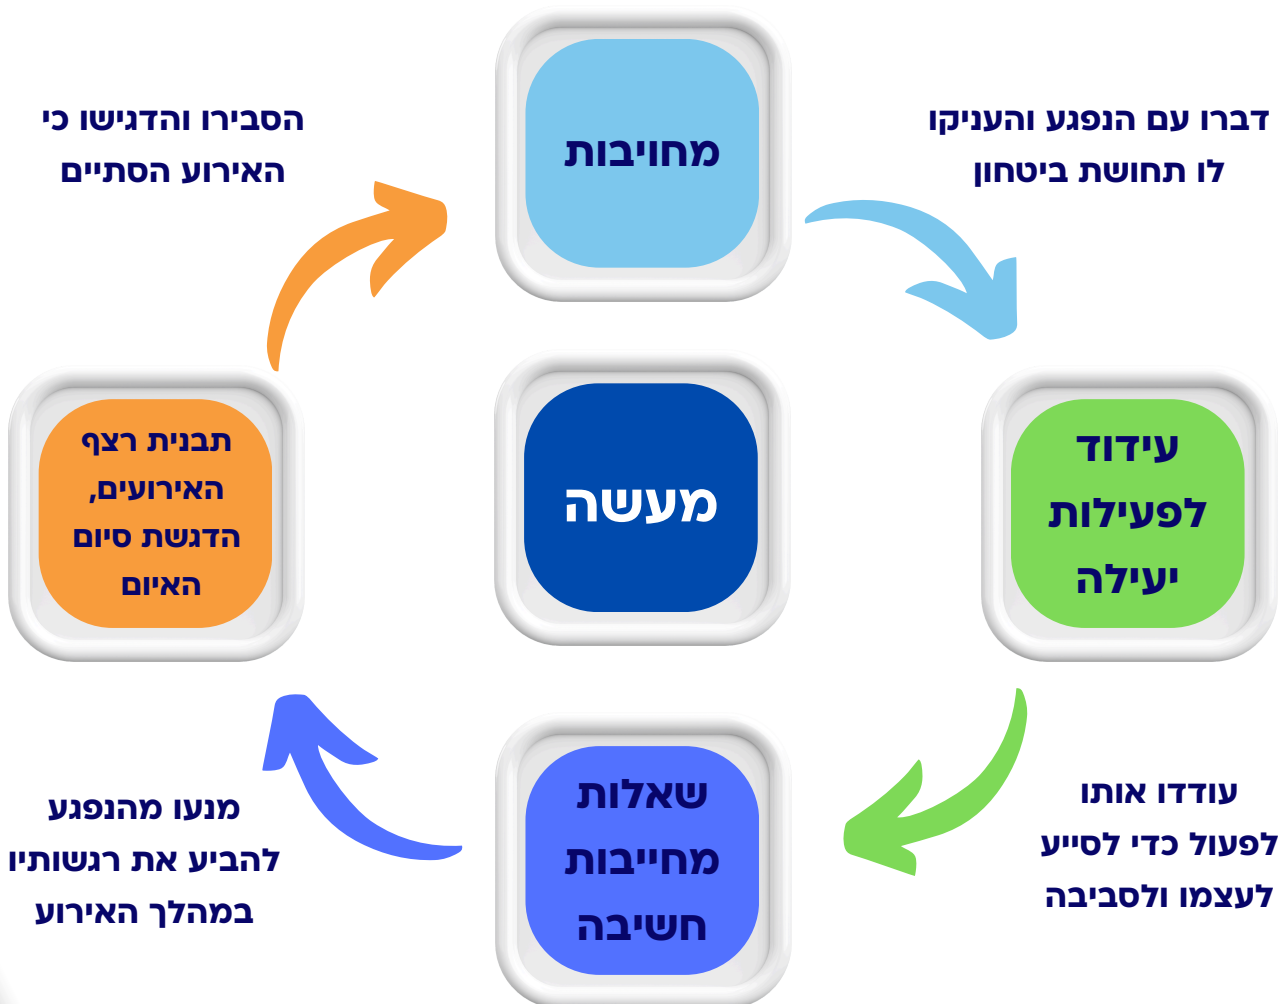 מחויבות
דברו עם הנפגע והעניקו
לו תחושת ביטחון
עידוד
לפעילות
יעילה
עודדו אותו
לפעול כדי לסייע
לעצמו ולסביבה
שאלות
מחייבות
חשיבה
מנעו מהנפגע
להביע את רגשותיו
במהלך האירוע
תבנית רצף
האירועים,
הדגשת סיום
האיום
הסבירו והדגישו כי
האירוע הסתיים
מעשה